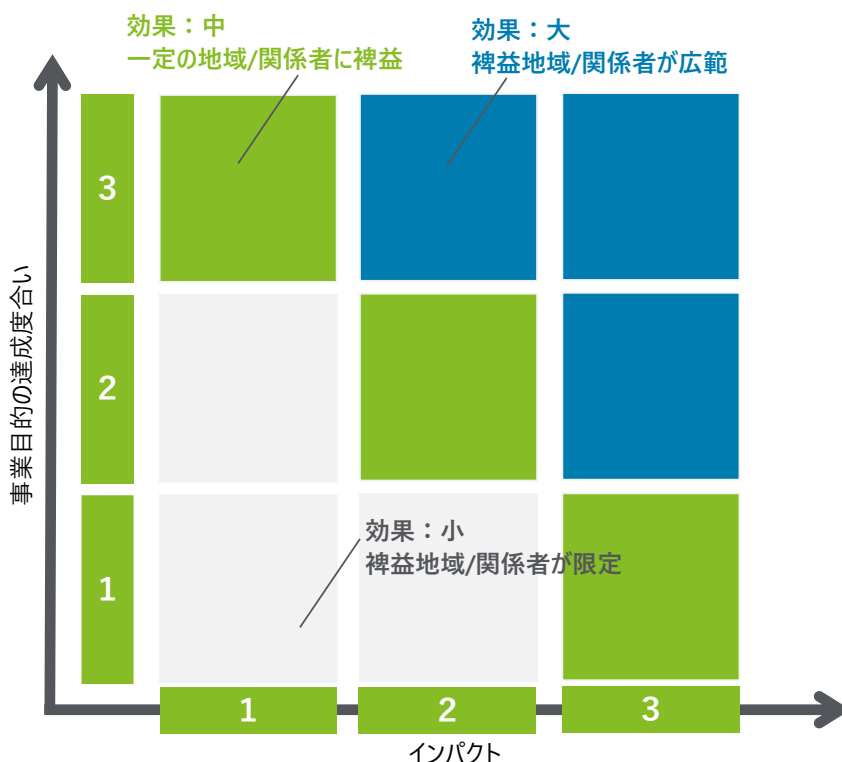 効果：中
一定の地域/関係者に裨益
効果：大
裨益地域/関係者が広範
事業目的の達成度合い
3
2
1
効果：小
裨益地域/関係者が限定
1
2
3
インパクト